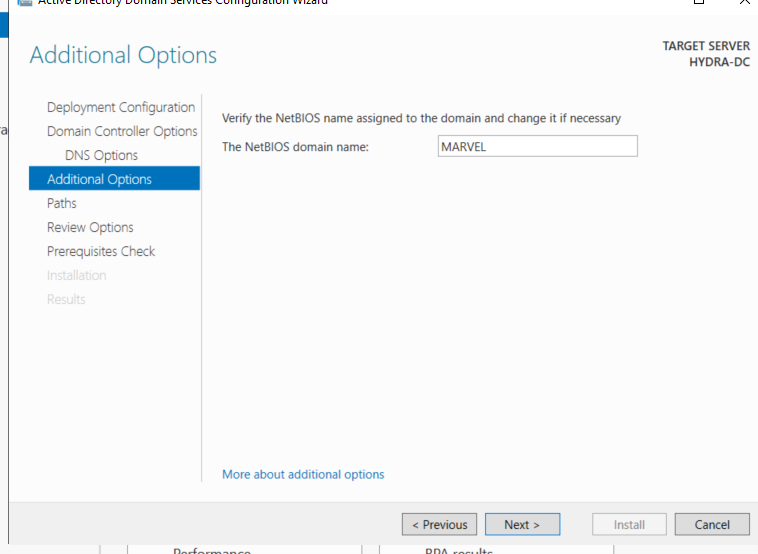 Active Directory Domain Services Configuration Wizard
Additional Options
TARGET SERVER
HYDRA-DC
Deployment Configuration
Domain Controller Options
DNS Options
Additional Options
Paths
Review Options
Prerequisites Check
Installation
Results
Verify the NetBIOS name assigned to the domain and change it if necessary
The NetBIOS domain name: MARVEL
More about additional options
< Previous Next > Install Cancel
Performance BPA results